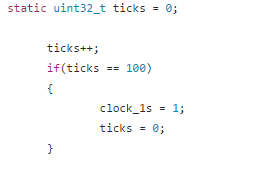 static uint32_t ticks = 0;
ticks++;
if(ticks == 100)
{
clock_1s = 1;
ticks = 0;
}